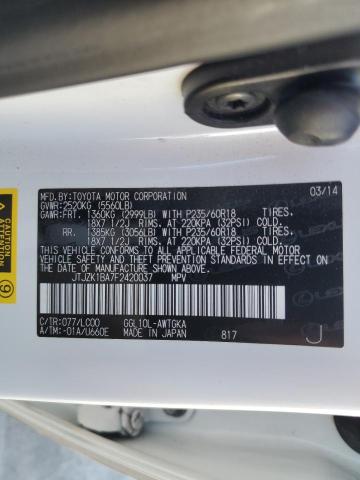 MFD.BY:TOYOTA MOTOR CORPORATION 03/14
GVWR:2520KG (5560LB)
GAWR:FRT. 1360KG (2999LB) WITH P235/60R18 TIRES,
18X7 1/2J RIMS, AT 220KPA (32PSI) COLD.
RR. 1385KG (3056LB) WITH P235/60R18 TIRES,
18X7 1/2J RIMS, AT 220KPA (32PSI) COLD.
THIS VEHICLE CONFORMS TO ALL APPLICABLE FEDERAL MOTOR
VEHICLE SAFETY AND BUMPER STANDARDS IN EFFECT ON THE
DATE OF MANUFACTURE SHOWN ABOVE.
JTJZK1BA7F2420037 MPV
C/TR:077/LC00 GGL10L-AWTGKA
A/TM:-01A/U660E MADE IN JAPAN 817 J
CAUTION